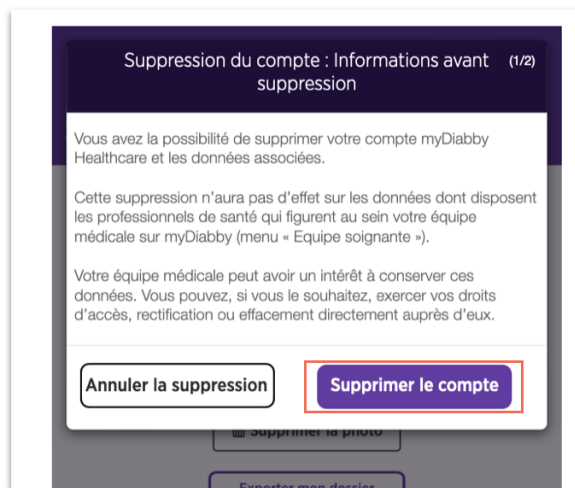 Suppression du compte : Informations avant (1/2)
suppression
Vous avez la possibilité de supprimer votre compte myDiabby
Healthcare et les données associées.
Cette suppression n’aura pas d’effet sur les données dont disposent
les professionnels de santé qui figurent au sein votre équipe
médicale sur myDiabby (menu « Equipe soignante »).
Votre équipe médicale peut avoir un intérêt à conserver ces
données. Vous pouvez, si vous le souhaitez, exercer vos droits
d’accès, rectification ou effacement directement auprès d’eux.
Annuler la suppression
Supprimer le compte
Supprimer la photo
Exporter mon dossier